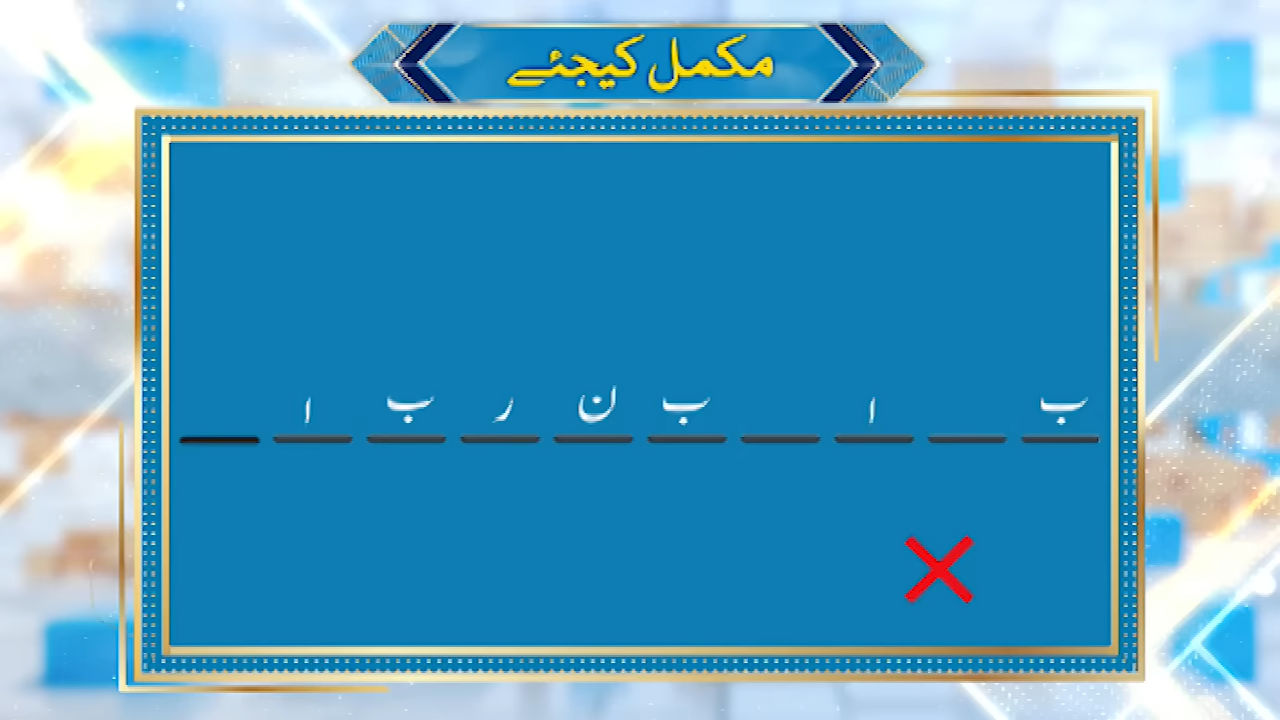 مکمل کیجئے
ب _ ا _ ب ن ر ب ا _